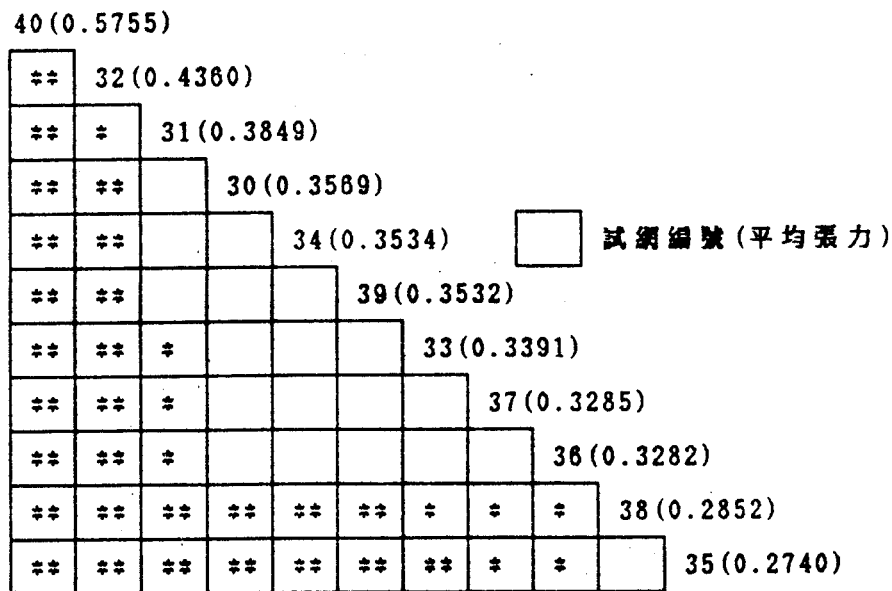 40(0.5755)
** 32(0.4360)
** * 31(0.3849)
** ** 30(0.3569)
** ** 34(0.3534) 試網編號(平均張力)
** ** 39(0.3532)
** ** * 33(0.3391)
** ** * 37(0.3285)
** ** * 36(0.3282)
** ** ** ** ** ** * * * 38(0.2852)
** ** ** ** ** ** ** * * 35(0.2740)